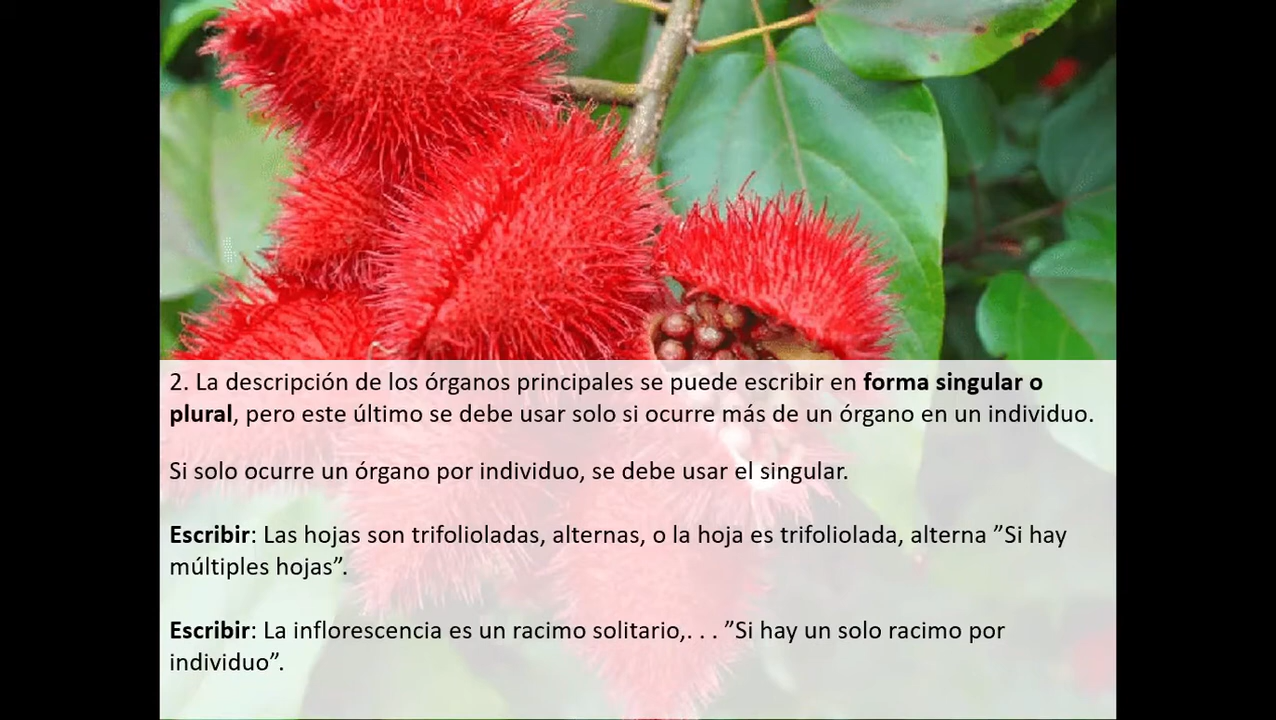 2. La descripción de los órganos principales se puede escribir en forma singular o
plural, pero este último se debe usar solo si ocurre más de un órgano en un individuo.
Si solo ocurre un órgano por individuo, se debe usar el singular.
Escribir: Las hojas son trifolioladas, alternas, o la hoja es trifoliolada, alterna ”Si hay
múltiples hojas”.
Escribir: La inflorescencia es un racimo solitario,. . . ”Si hay un solo racimo por
individuo”.